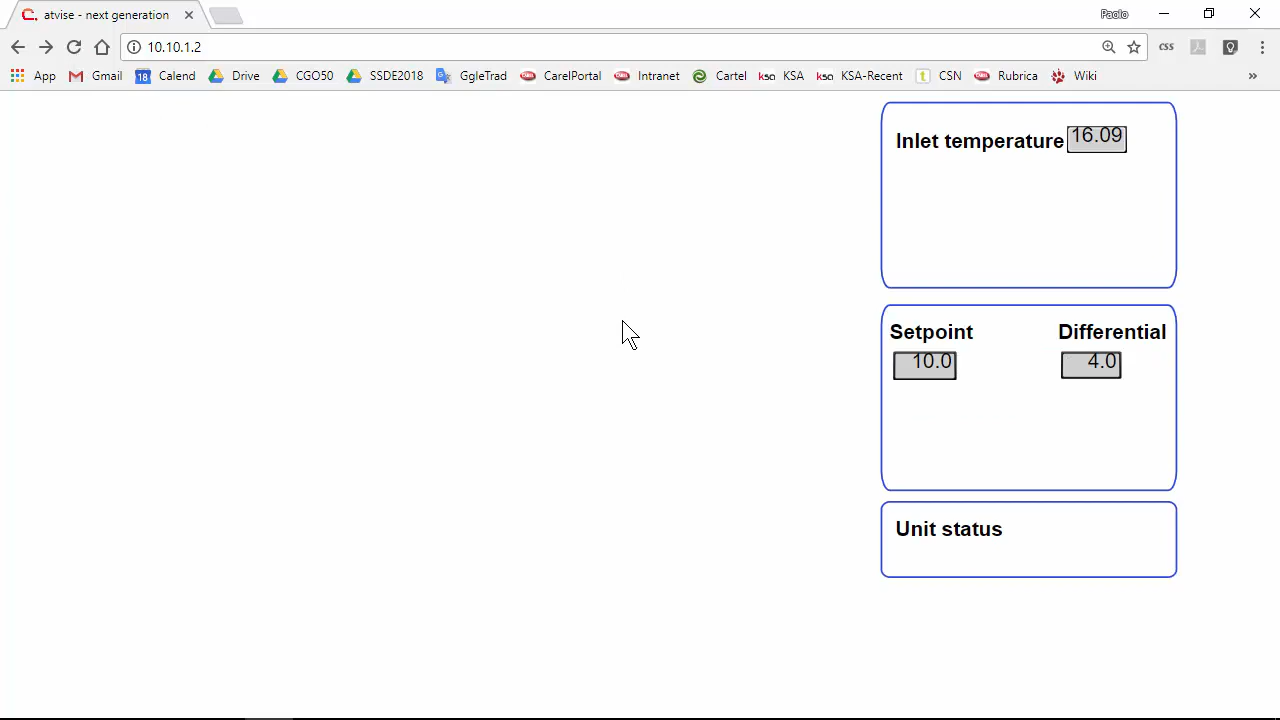 atvise - next generation
Paolo
10.10.1.2
CSS
App Gmail Calend Drive CGO50 SSDE2018 GgleTrad CarelPortal Intranet Cartel KSA KSA-Recent CSN Rubrica Wiki
Inlet temperature 16.09
Setpoint Differential
10.0 4.0
Unit status